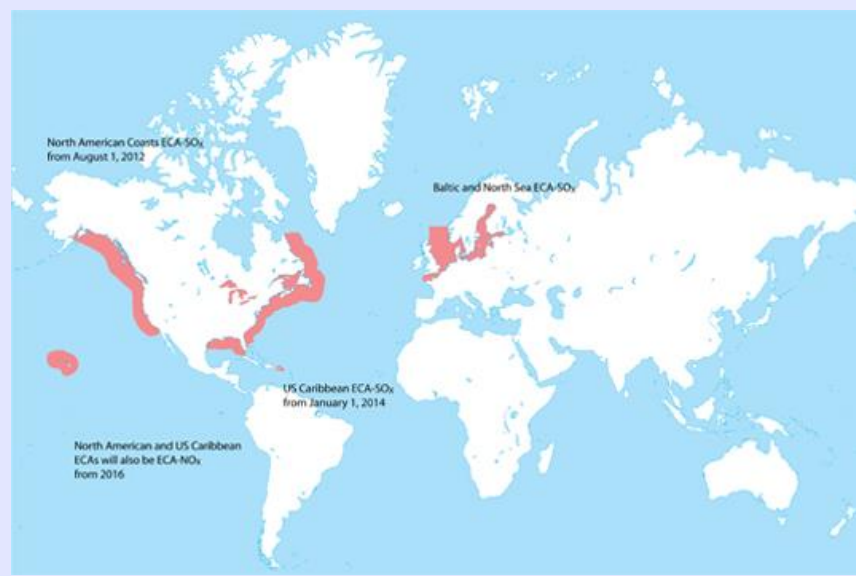 North American Coasts ECA-SOx
from August 1, 2012
Baltic and North Sea ECA-SOx
US Caribbean ECA-SOx
from January 1, 2014
North American and US Caribbean
ECAs will also be ECA-NOx
from 2016